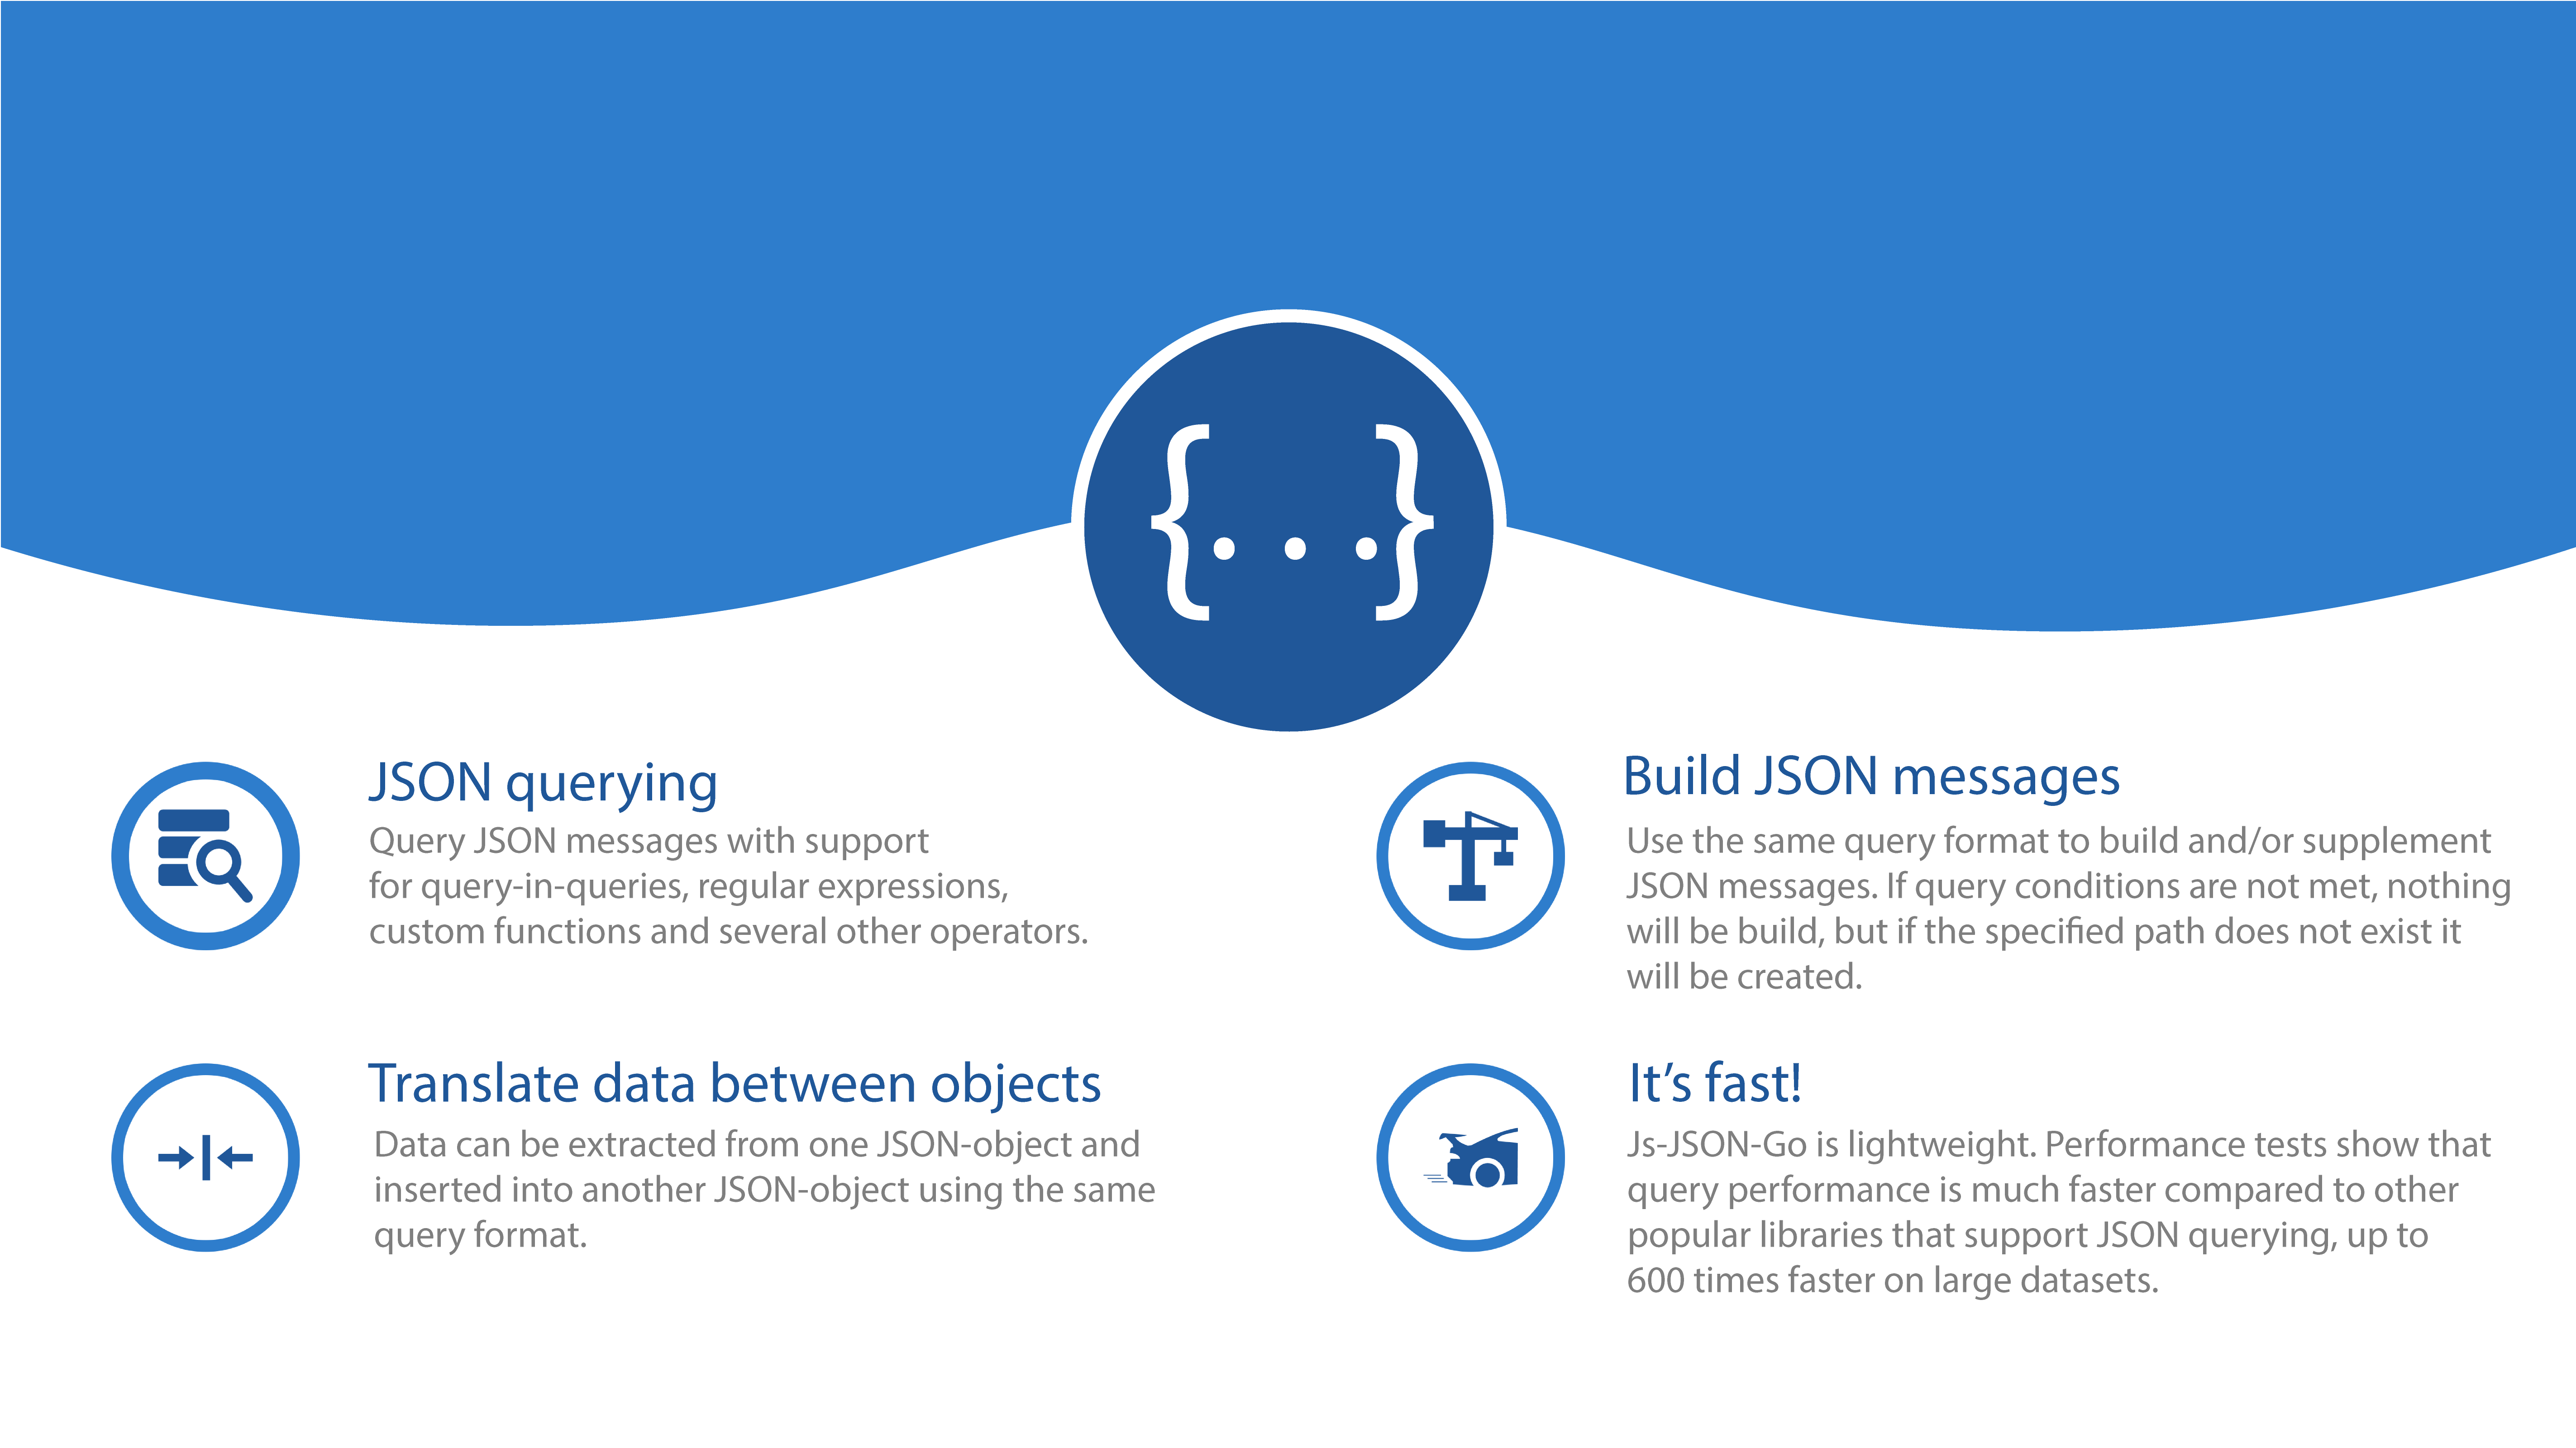 {...}
JSON querying
Query JSON messages with support
for query-in-queries, regular expressions,
custom functions and several other operators.
Build JSON messages
Use the same query format to build and/or supplement
JSON messages. If query conditions are not met, nothing
will be build, but if the specified path does not exist it
will be created.
Translate data between objects
Data can be extracted from one JSON-object and
inserted into another JSON-object using the same
query format.
It’s fast!
Js-JSON-Go is lightweight. Performance tests show that
query performance is much faster compared to other
popular libraries that support JSON querying, up to
600 times faster on large datasets.